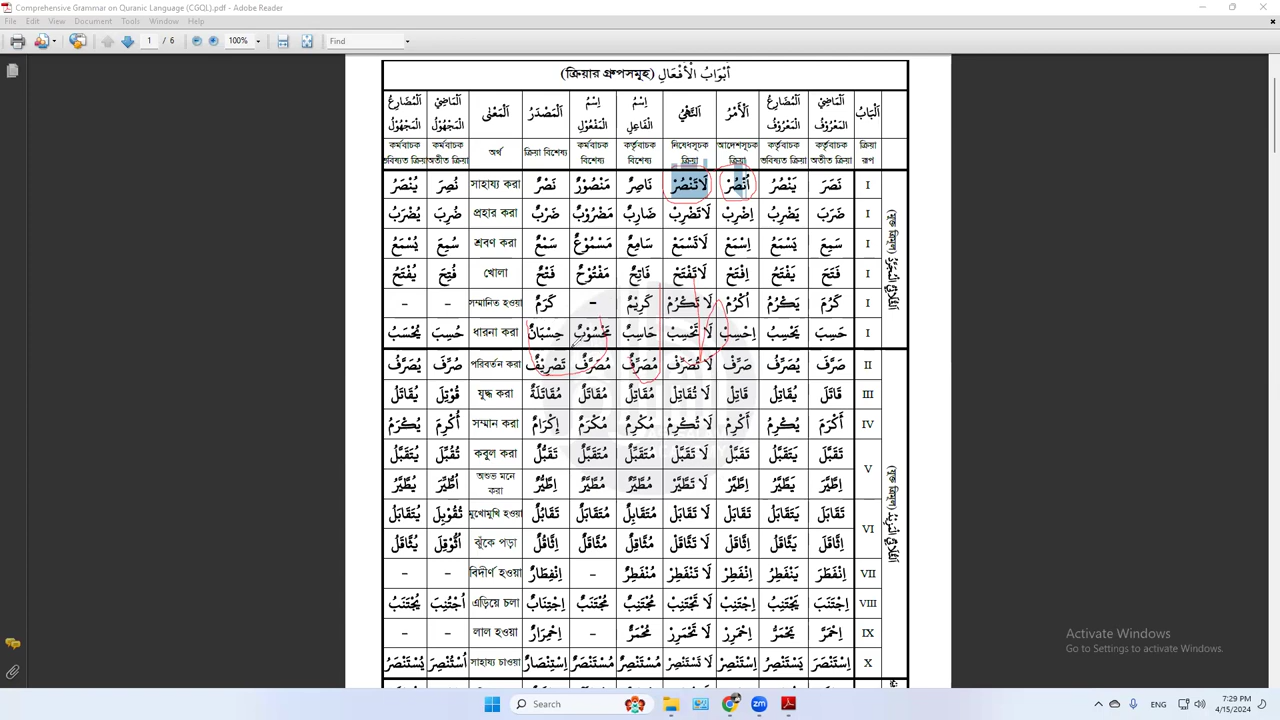 Comprehensive Grammar on Quranic Language (CGQL).pdf - Adobe Reader
File Edit View Document Tools Window Help
1 / 6 100% Find
أَبْوَابُ الْأَفْعَالِ (ক্রিয়ার গ্রুপসমূহ)
اَلْبَابُ اَلْمَاضِيْ الْمَعْرُوْفُ اَلْمُضَارِعُ الْمَعْرُوْفُ اَلْأَمْرُ اَلنَّهْيُ اِسْمُ الْفَاعِلِ اِسْمُ الْمَفْعُوْلِ اَلْمَصْدَرُ اَلْمَعْنٰى اَلْمَاضِيْ الْمَجْهُوْلُ اَلْمُضَارِعُ الْمَجْهُوْلُ
ক্রিয়া রূপ কর্তৃবাচক অতীত ক্রিয়া কর্তৃবাচক ভবিষ্যত ক্রিয়া আদেশসূচক ক্রিয়া নিষেধসূচক ক্রিয়া কর্তৃবাচক বিশেষ্য কর্মবাচক বিশেষ্য ক্রিয়া বিশেষ্য অর্থ কর্মবাচক অতীত ক্রিয়া কর্মবাচক ভবিষ্যত ক্রিয়া
I نَصَرَ يَنْصُرُ اُنْصُرْ لَاتَنْصُرْ نَاصِرٌ مَنْصُوْرٌ نَصْرٌ সাহায্য করা نُصِرَ يُنْصَرُ
I ضَرَبَ يَضْرِبُ اِضْرِبْ لَاتَضْرِبْ ضَارِبٌ مَضْرُوْبٌ ضَرْبٌ প্রহার করা ضُرِبَ يُضْرَبُ
I سَمِعَ يَسْمَعُ اِسْمَعْ لَاتَسْمَعْ سَامِعٌ مَسْمُوْعٌ سَمْعٌ শ্রবণ করা سُمِعَ يُسْمَعُ
I فَتَحَ يَفْتَحُ اِفْتَحْ لَاتَفْتَحْ فَاتِحٌ مَفْتُوْحٌ فَتْحٌ খোলা فُتِحَ يُفْتَحُ
I كَرُمَ يَكْرُمُ اُكْرُمْ لَا تَكْرُمْ كَرِيْمٌ – كَرَمٌ সম্মানিত হওয়া – –
I حَسِبَ يَحْسِبُ اِحْسِبْ لَا تَحْسِبْ حَاسِبٌ مَحْسُوْبٌ حِسْبَانٌ ধারনা করা حُسِبَ يُحْسَبُ
II صَرَّفَ يُصَرِّفُ صَرِّفْ لَا تُصَرِّفْ مُصَرِّفٌ مُصَرَّفٌ تَصْرِيفٌ পরিবর্তন করা صُرِّفَ يُصَرَّفُ
III قَاتَلَ يُقَاتِلُ قَاتِلْ لَا تُقَاتِلْ مُقَاتِلٌ مُقَاتَلٌ مُقَاتَلَةٌ যুদ্ধ করা قُوْتِلَ يُقَاتَلُ
IV أَكْرَمَ يُكْرِمُ أَكْرِمْ لَا تُكْرِمْ مُكْرِمٌ مُكْرَمٌ إِكْرَامٌ সম্মান করা أُكْرِمَ يُكْرَمُ
V تَقَبَّلَ يَتَقَبَّلُ تَقَبَّلْ لَا تَقَبَّلْ مُتَقَبِّلٌ مُتَقَبَّلٌ تَقَبُّلٌ কবুল করা تُقُبِّلَ يُتَقَبَّلُ
اِطَّيَّرَ يَطَّيَّرُ اِطَّيَّرْ لَا تَطَّيَّرْ مُطَّيِّرٌ مُطَّيَّرٌ اِطَّيُّرٌ অশুভ মনে করা اُطُّيِّرَ يُطَّيَّرُ
VI تَقَابَلَ يَتَقَابَلُ تَقَابَلْ لَا تَقَابَلْ مُتَقَابِلٌ مُتَقَابَلٌ تَقَابُلٌ মুখোমুখি হওয়া تُقُوْبِلَ يُتَقَابَلُ
اِثَّاقَلَ يَثَّاقَلُ اِثَّاقَلْ لَا تَثَّاقَلْ مُثَّاقِلٌ مُثَّاقَلٌ اِثَّاقُلٌ ঝুঁকে পড়া اُثُّوْقِلَ يُثَّاقَلُ
VII اِنْفَطَرَ يَنْفَطِرُ اِنْفَطِرْ لَا تَنْفَطِرْ مُنْفَطِرٌ – اِنْفِطَارٌ বিদীর্ণ হওয়া – –
VIII اِجْتَنَبَ يَجْتَنِبُ اِجْتَنِبْ لَا تَجْتَنِبْ مُجْتَنِبٌ مُجْتَنَبٌ اِجْتِنَابٌ এড়িয়ে চলা اُجْتُنِبَ يُجْتَنَبُ
IX اِحْمَرَّ يَحْمَرُّ اِحْمَرِرْ لَا تَحْمَرِرْ مُحْمَرٌّ – اِحْمِرَارٌ লাল হওয়া – –
X اِسْتَنْصَرَ يَسْتَنْصِرُ اِسْتَنْصِرْ لَا تَسْتَنْصِرْ مُسْتَنْصِرٌ مُسْتَنْصَرٌ اِسْتِنْصَارٌ সাহায্য চাওয়া اُسْتُنْصِرَ يُسْتَنْصَرُ
Activate Windows
Go to Settings to activate Windows.
Search
ENG
7:29 PM
4/15/2024